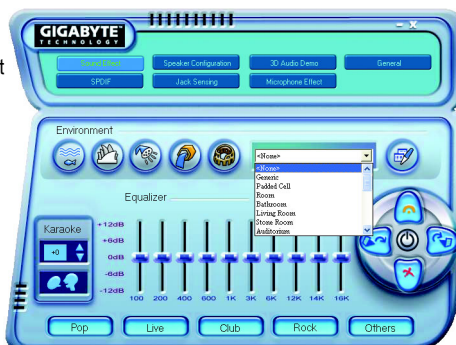 t
GIGABYTE™
TECHNOLOGY
Sound Effect Speaker Configuration 3D Audio Demo General
SPDIF Jack Sensing Microphone Effect
Environment
<None>
<None>
Generic
Padded Cell
Room
Bathroom
Living Room
Stone Room
Auditorium
Equalizer
Karaoke
+0
+12dB
+6dB
0dB
-6dB
-12dB
100 200 400 600 1K 3K 6K 12K 14K 16K
Pop Live Club Rock Others